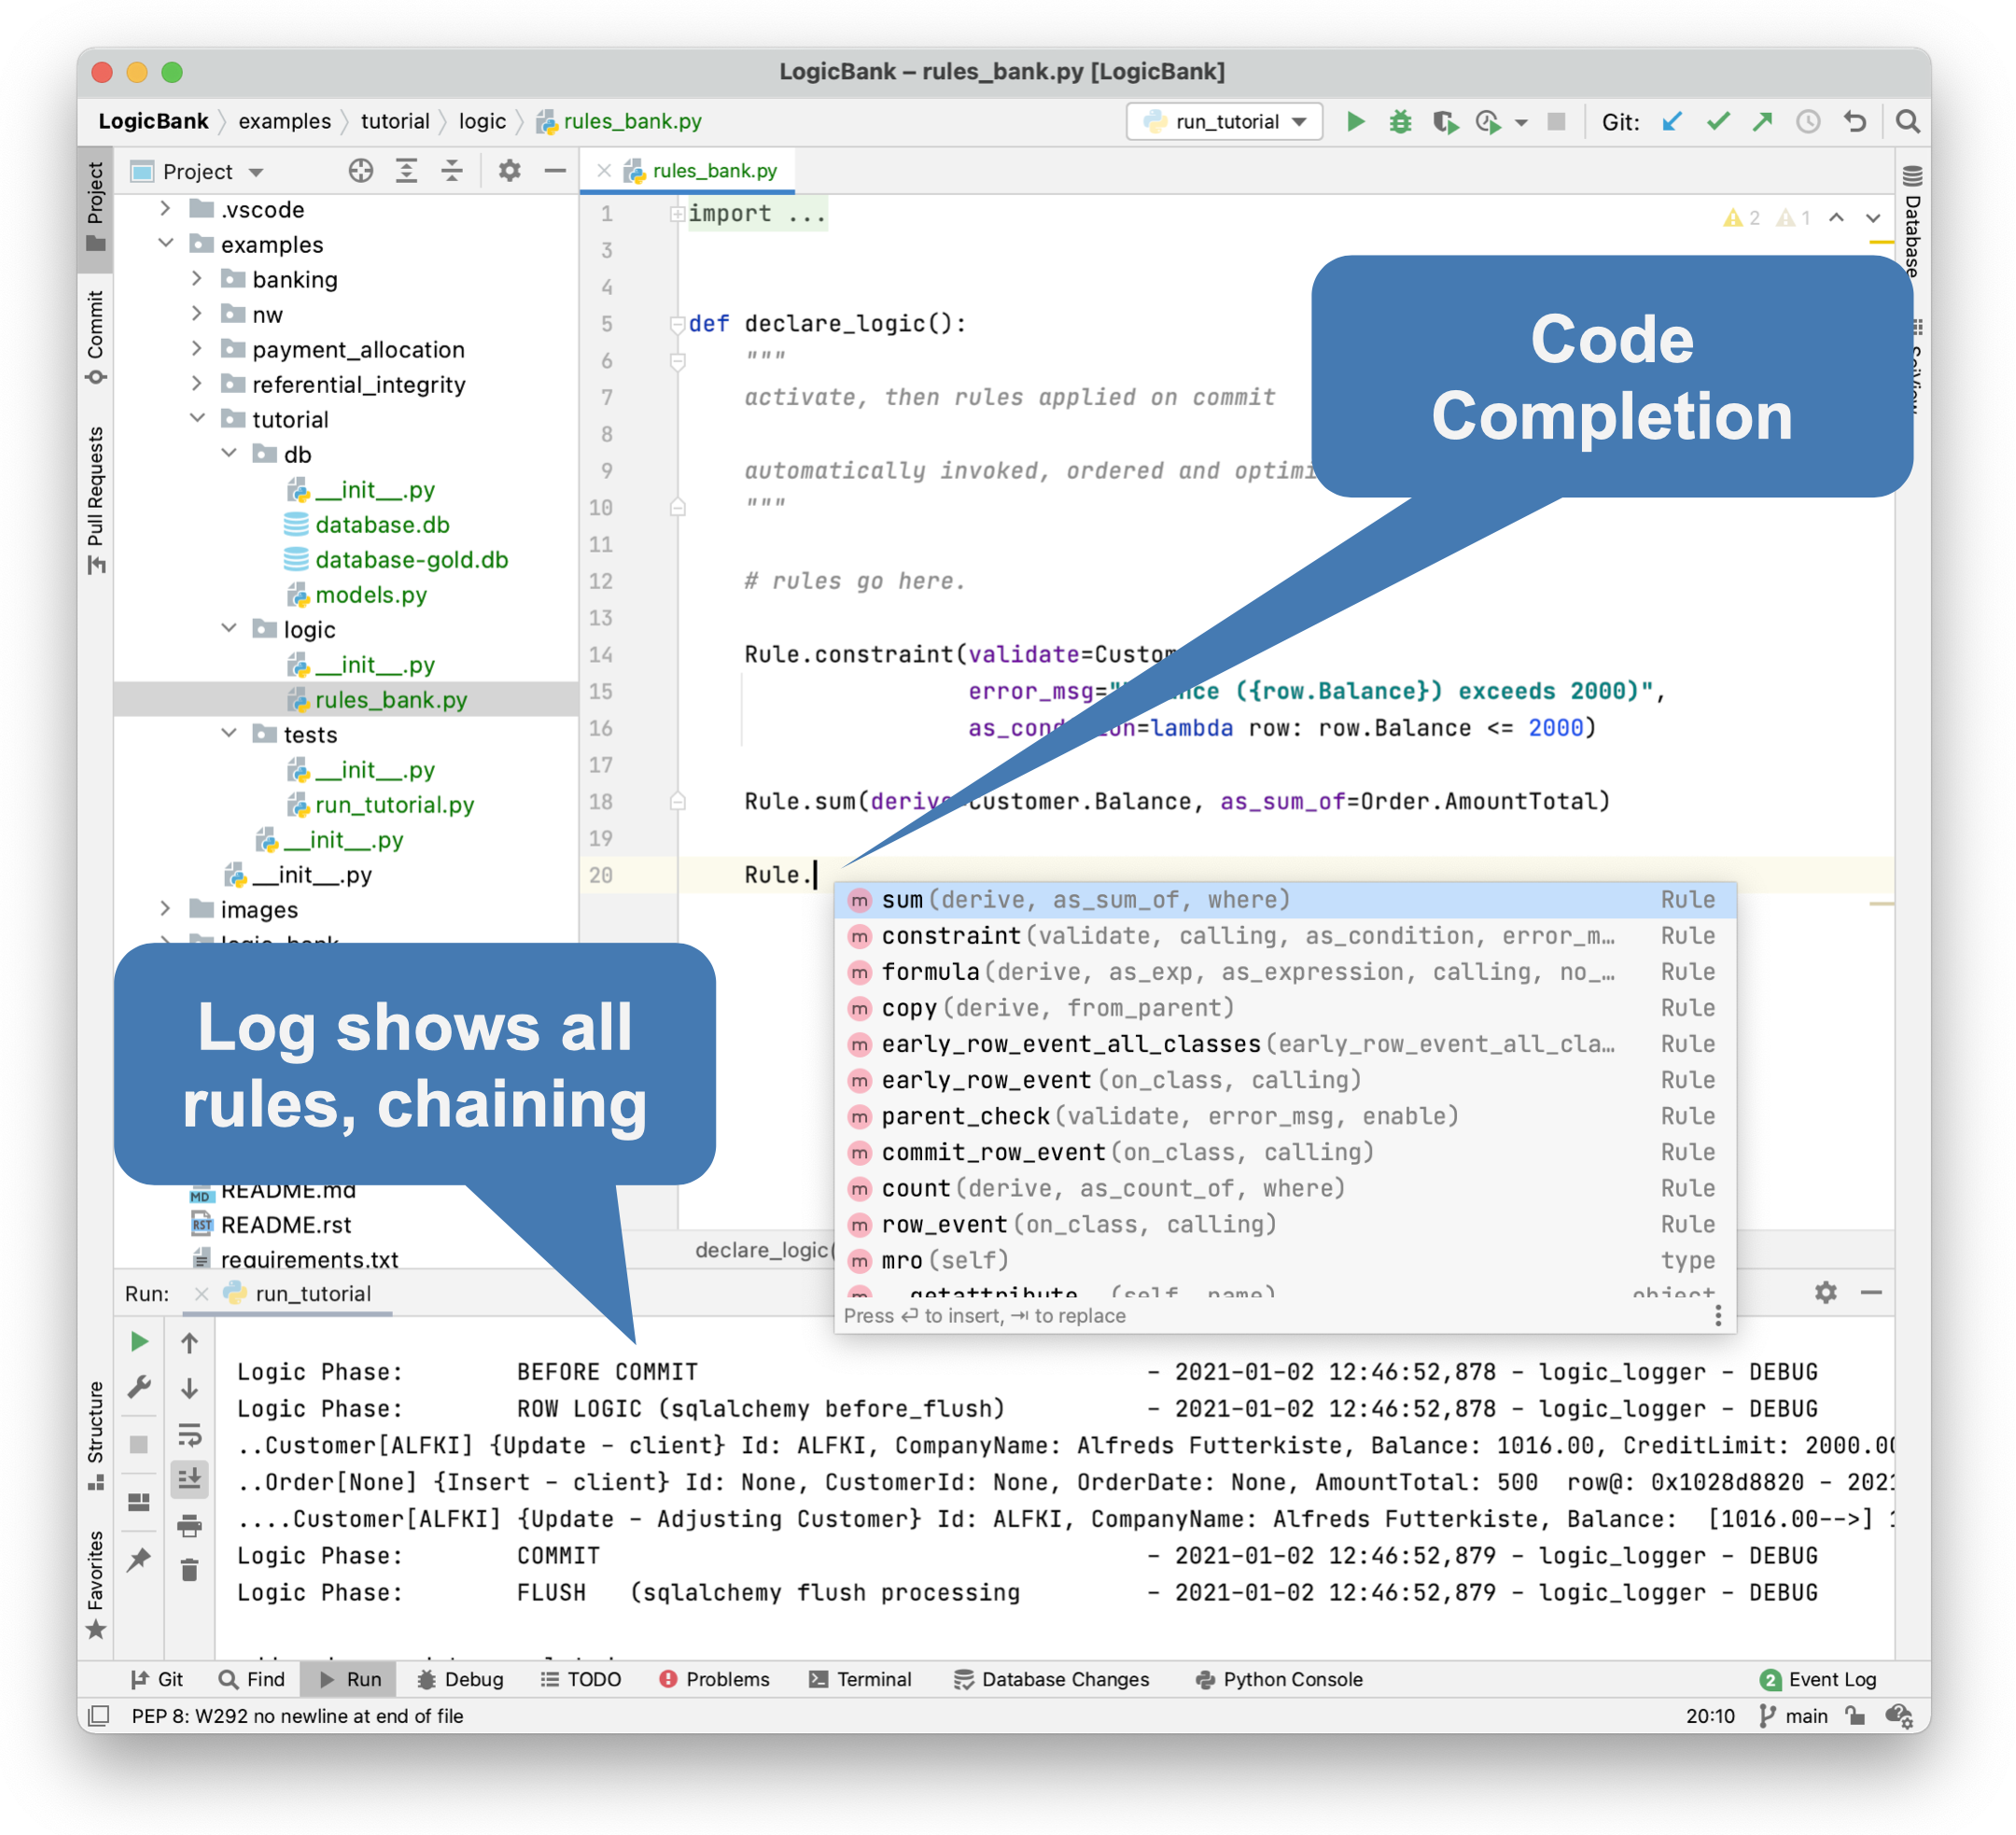 LogicBank – rules_bank.py [LogicBank]
LogicBank examples tutorial logic rules_bank.py
run_tutorial
Git:
Project
rules_bank.py
Project
Commit
Pull Requests
Structure
Favorites
Database
.vscode
examples
banking
nw
payment_allocation
referential_integrity
tutorial
db
__init__.py
database.db
database-gold.db
models.py
logic
__init__.py
rules_bank.py
tests
__init__.py
run_tutorial.py
__init__.py
__init__.py
images
README.md
README.rst
requirements.txt
2 1
1 import ...
3
4
5 def declare_logic():
6 """
7 activate, then rules applied on commit
8
9 automatically invoked, ordered and optimi
10 """
11
12 # rules go here.
13
14 Rule.constraint(validate=Custom
15 error_msg=" nce ({row.Balance}) exceeds 2000)",
16 as_cond n=lambda row: row.Balance <= 2000)
17
18 Rule.sum(derive=Customer.Balance, as_sum_of=Order.AmountTotal)
19
20 Rule.
Code
Completion
sum(derive, as_sum_of, where) Rule
constraint(validate, calling, as_condition, error_m… Rule
formula(derive, as_exp, as_expression, calling, no_… Rule
copy(derive, from_parent) Rule
early_row_event_all_classes(early_row_event_all_cla… Rule
early_row_event(on_class, calling) Rule
parent_check(validate, error_msg, enable) Rule
commit_row_event(on_class, calling) Rule
count(derive, as_count_of, where) Rule
row_event(on_class, calling) Rule
mro(self) type
__getattribute__(self, name) object
Press ↩ to insert, ⇥ to replace
declare_logic(
Log shows all
rules, chaining
Run: run_tutorial
Logic Phase: BEFORE COMMIT - 2021-01-02 12:46:52,878 - logic_logger - DEBUG
Logic Phase: ROW LOGIC (sqlalchemy before_flush) - 2021-01-02 12:46:52,878 - logic_logger - DEBUG
..Customer[ALFKI] {Update - client} Id: ALFKI, CompanyName: Alfreds Futterkiste, Balance: 1016.00, CreditLimit: 2000.00
..Order[None] {Insert - client} Id: None, CustomerId: None, OrderDate: None, AmountTotal: 500 row@: 0x1028d8820 - 2021
....Customer[ALFKI] {Update - Adjusting Customer} Id: ALFKI, CompanyName: Alfreds Futterkiste, Balance: [1016.00-->] 1
Logic Phase: COMMIT - 2021-01-02 12:46:52,879 - logic_logger - DEBUG
Logic Phase: FLUSH (sqlalchemy flush processing - 2021-01-02 12:46:52,879 - logic_logger - DEBUG
Git Find Run Debug TODO Problems Terminal Database Changes Python Console 2 Event Log
PEP 8: W292 no newline at end of file 20:10 main